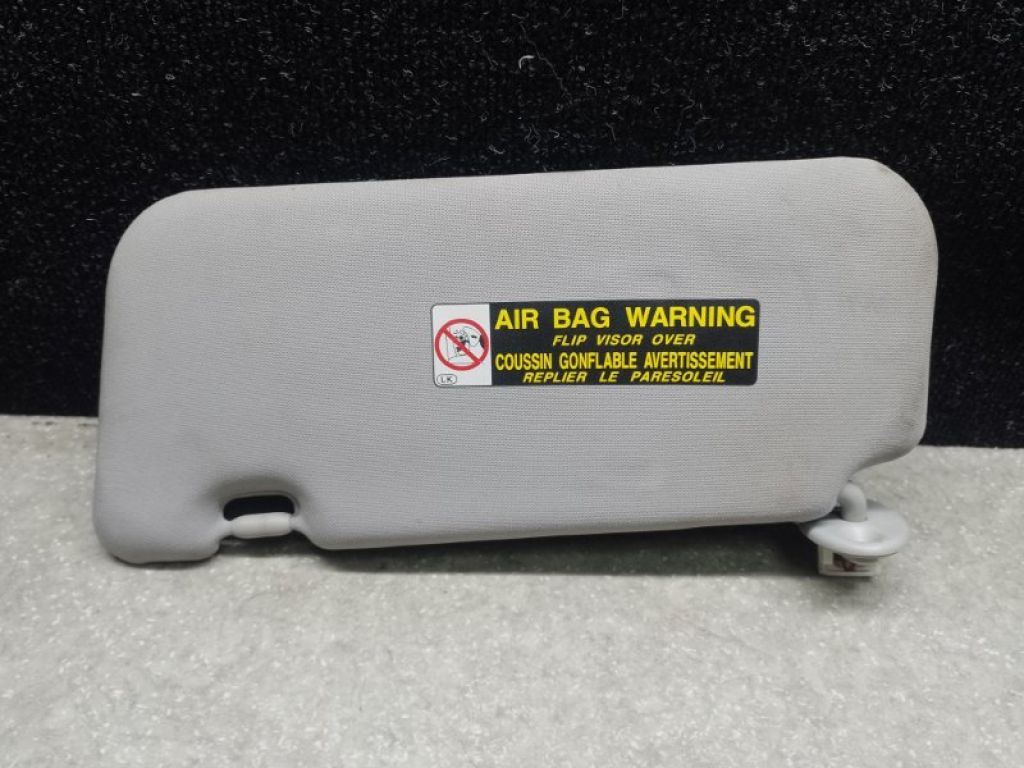 AIR BAG WARNING
FLIP VISOR OVER
COUSSIN GONFLABLE AVERTISSEMENT
REPLIER LE PARESOLEIL
LK